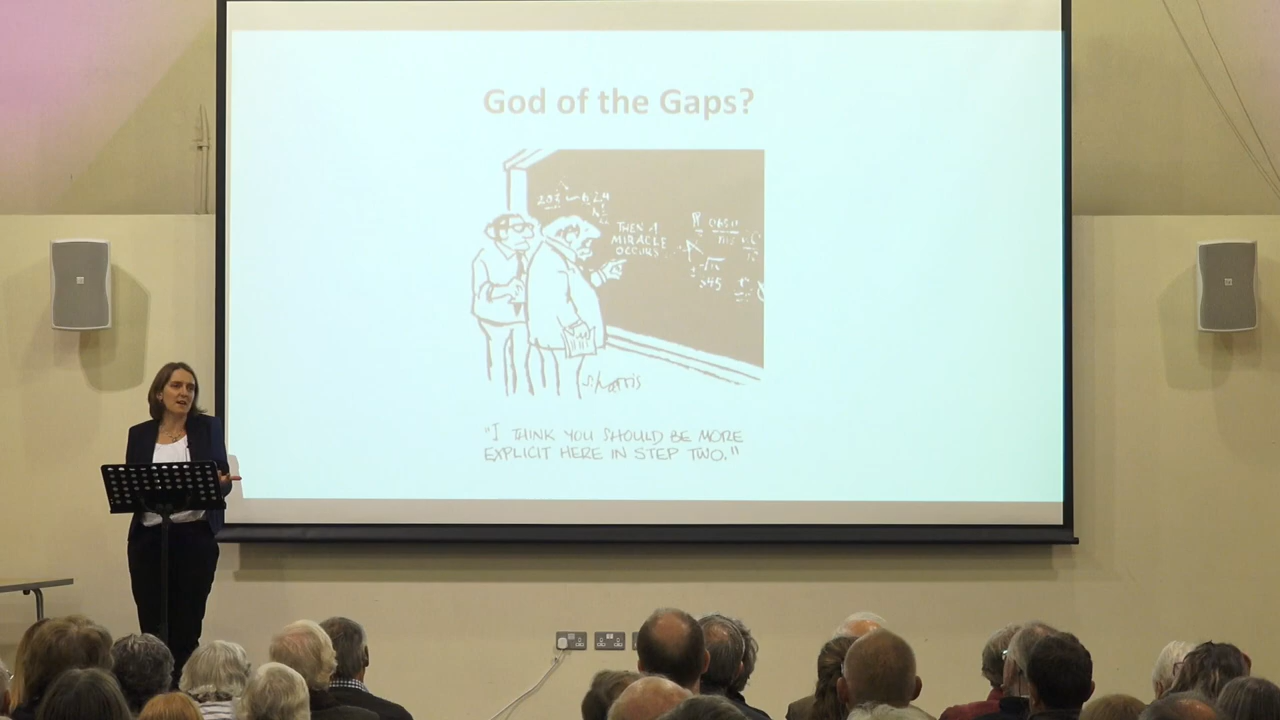 God of the Gaps?
THEN A
MIRACLE
OCCURS
S. Harris
"I THINK YOU SHOULD BE MORE
EXPLICIT HERE IN STEP TWO."